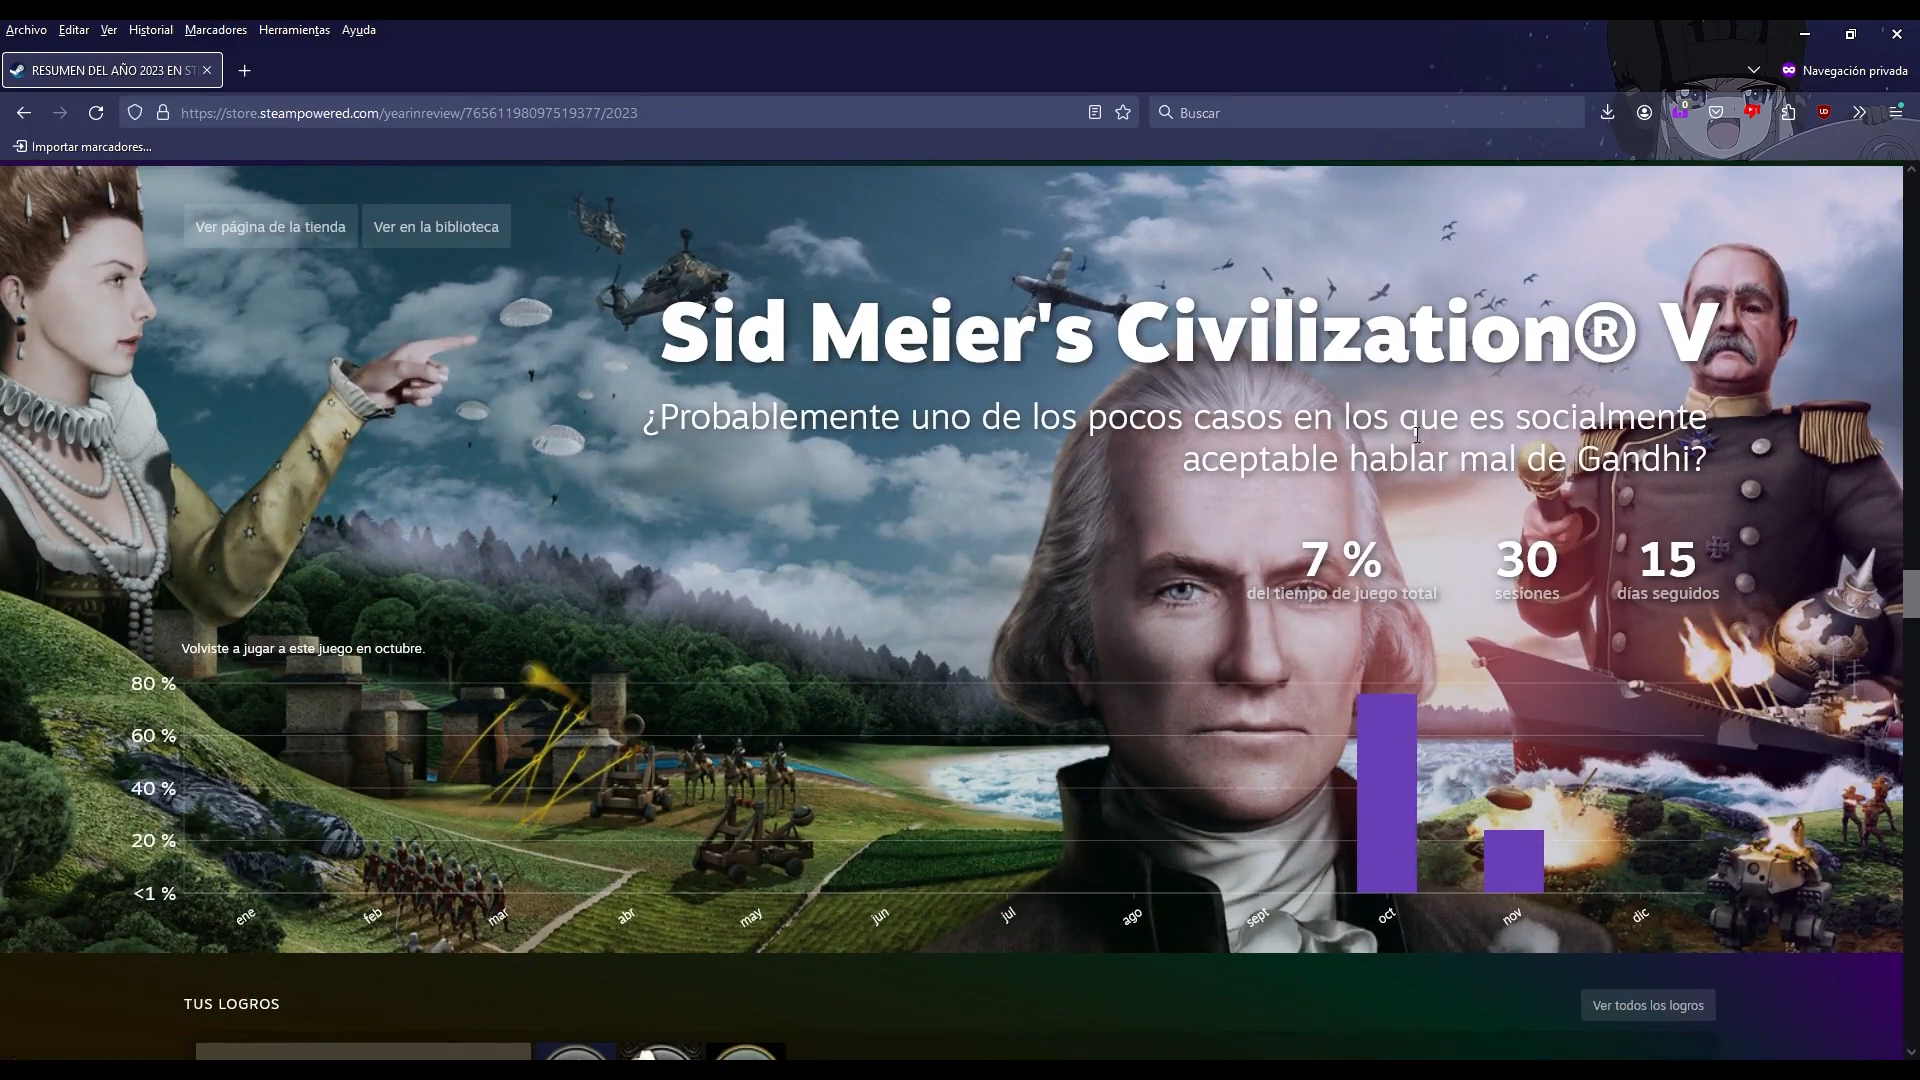 Archivo Editar Ver Historial Marcadores Herramientas Ayuda
RESUMEN DEL AÑO 2023 EN ST
Navegación privada
https://store.steampowered.com/yearinreview/76561198097519377/2023
Buscar
0
Importar marcadores...
Ver página de la tienda Ver en la biblioteca
Sid Meier's Civilization® V
¿Probablemente uno de los pocos casos en los que es socialmente
aceptable hablar mal de Gandhi?
7 % 30 15
del tiempo de juego total sesiones días seguidos
Volviste a jugar a este juego en octubre.
80 %
60 %
40 %
20 %
<1 %
ene feb mar abr may jun jul ago sept oct nov dic
TUS LOGROS Ver todos los logros